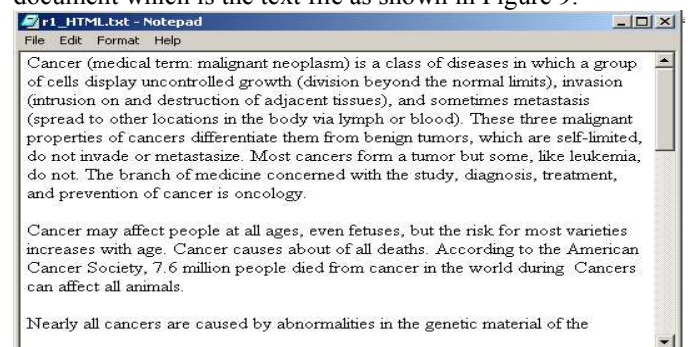 document which is the text file as shown in Figure 9.
r1_HTML.txt - Notepad
File Edit Format Help
Cancer (medical term: malignant neoplasm) is a class of diseases in which a group
of cells display uncontrolled growth (division beyond the normal limits), invasion
(intrusion on and destruction of adjacent tissues), and sometimes metastasis
(spread to other locations in the body via lymph or blood). These three malignant
properties of cancers differentiate them from benign tumors, which are self-limited,
do not invade or metastasize. Most cancers form a tumor but some, like leukemia,
do not. The branch of medicine concerned with the study, diagnosis, treatment,
and prevention of cancer is oncology.
Cancer may affect people at all ages, even fetuses, but the risk for most varieties
increases with age. Cancer causes about of all deaths. According to the American
Cancer Society, 7.6 million people died from cancer in the world during Cancers
can affect all animals.
Nearly all cancers are caused by abnormalities in the genetic material of the